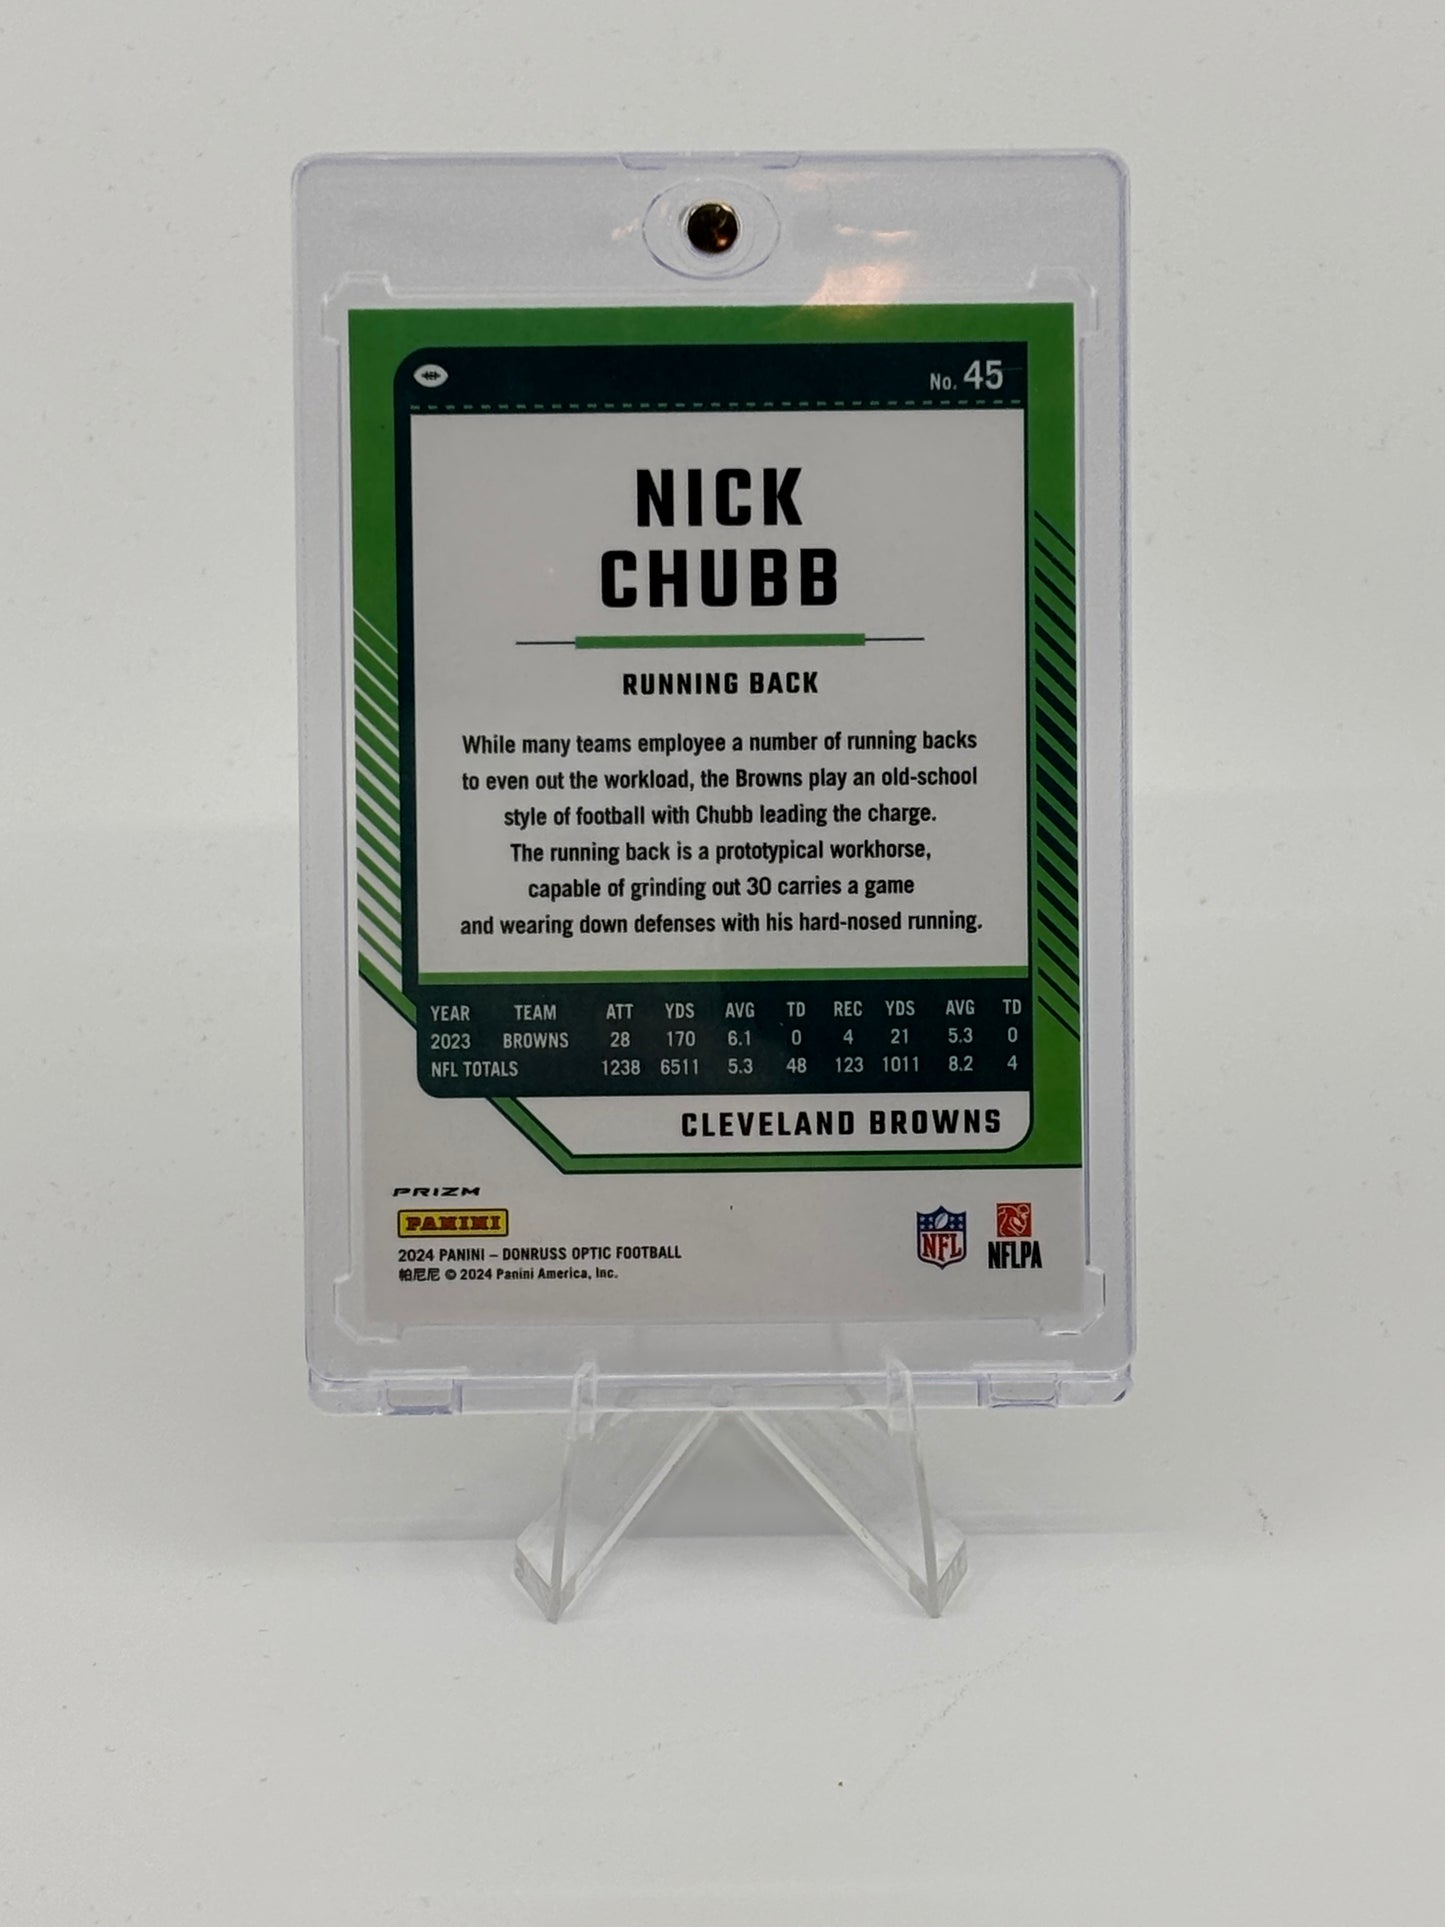 No. 45
NICK
CHUBB
RUNNING BACK
While many teams employee a number of running backs
to even out the workload, the Browns play an old-school
style of football with Chubb leading the charge.
The running back is a prototypical workhorse,
capable of grinding out 30 carries a game
and wearing down defenses with his hard-nosed running.
YEAR TEAM ATT YDS AVG TD REC YDS AVG TD
2023 BROWNS 28 170 6.1 0 4 21 5.3 0
NFL TOTALS 1238 6511 5.3 48 123 1011 8.2 4
CLEVELAND BROWNS
PRIZM
PANINI
2024 PANINI – DONRUSS OPTIC FOOTBALL
帕尼尼 © 2024 Panini America, Inc.
NFL
NFLPA